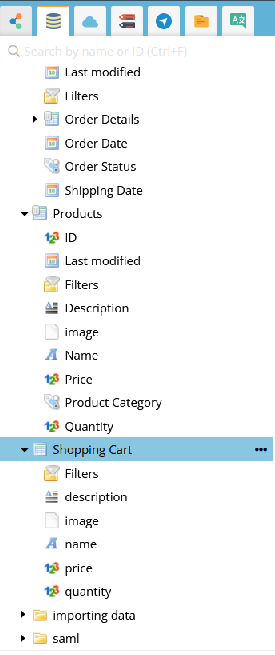 Search by name or ID (Ctrl+F)
Last modified
Filters
Order Details
Order Date
Order Status
Shipping Date
Products
ID
Last modified
Filters
Description
image
Name
Price
Product Category
Quantity
Shopping Cart
Filters
description
image
name
price
quantity
importing data
saml